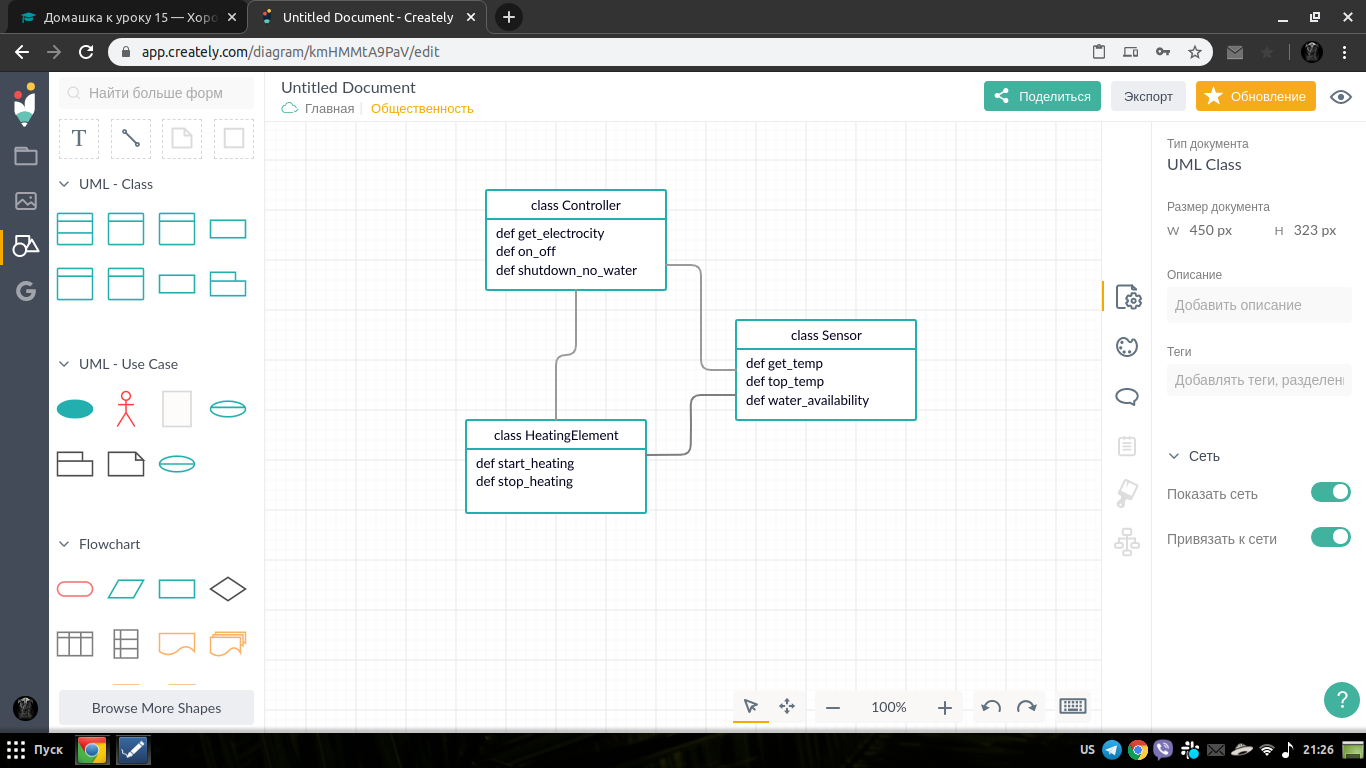 Домашка к уроку 15 — Хоро
Untitled Document - Creately
app.creately.com/diagram/kmHMMtA9PaV/edit
Найти больше форм
T
UML - Class
UML - Use Case
Flowchart
Browse More Shapes
Untitled Document
Главная
Общественность
Поделиться
Экспорт
Обновление
class Controller
def get_electrocity
def on_off
def shutdown_no_water
class Sensor
def get_temp
def top_temp
def water_availability
class HeatingElement
def start_heating
def stop_heating
100%
Тип документа
UML Class
Размер документа
W 450 px H 323 px
Описание
Добавить описание
Теги
Добавлять теги, разделен
Сеть
Показать сеть
Привязать к сети
?
Пуск
US
21:26